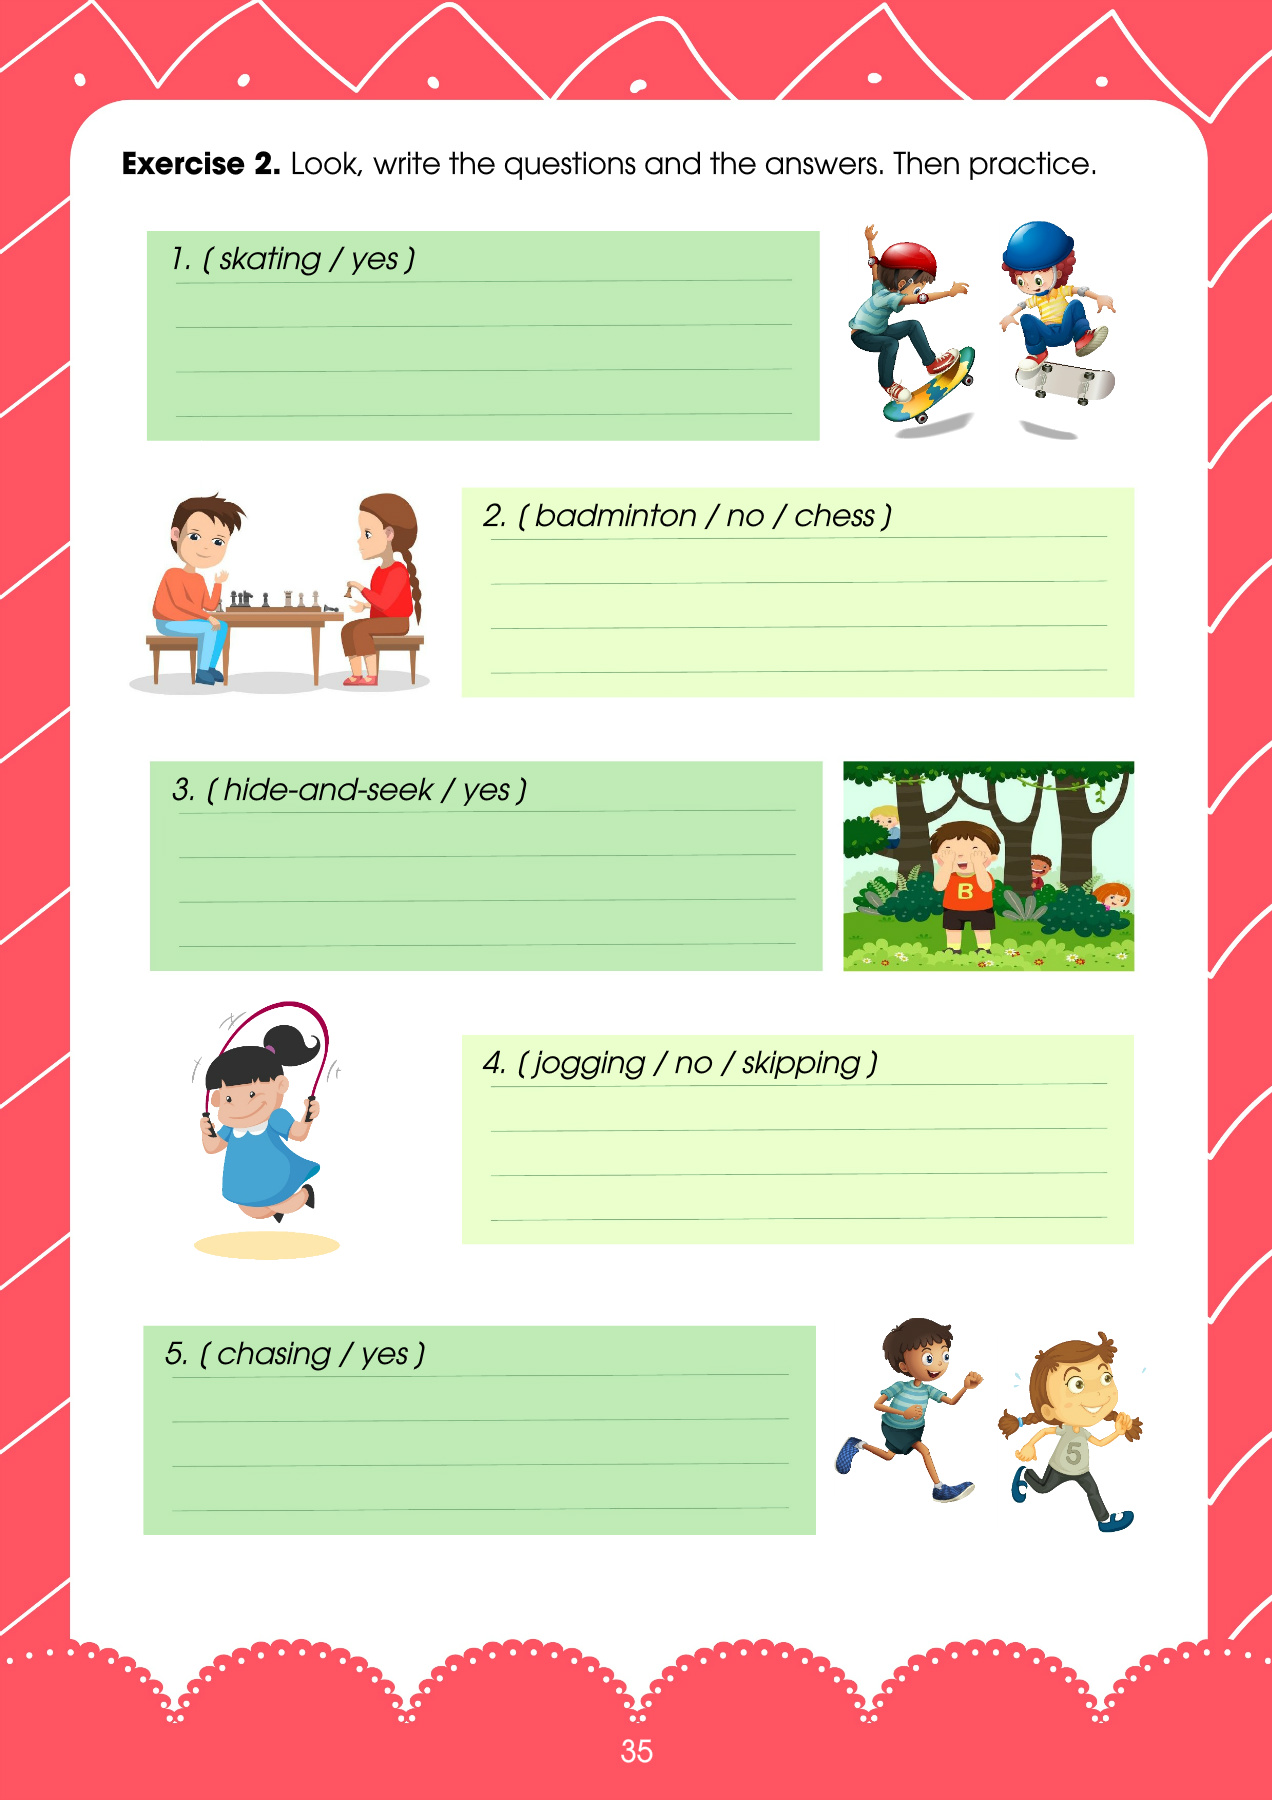 Exercise 2. Look, write the questions and the answers. Then practice.
1. ( skating / yes )
2. ( badminton / no / chess )
3. ( hide-and-seek / yes )
B
4. ( jogging / no / skipping )
5. ( chasing / yes )
5
35